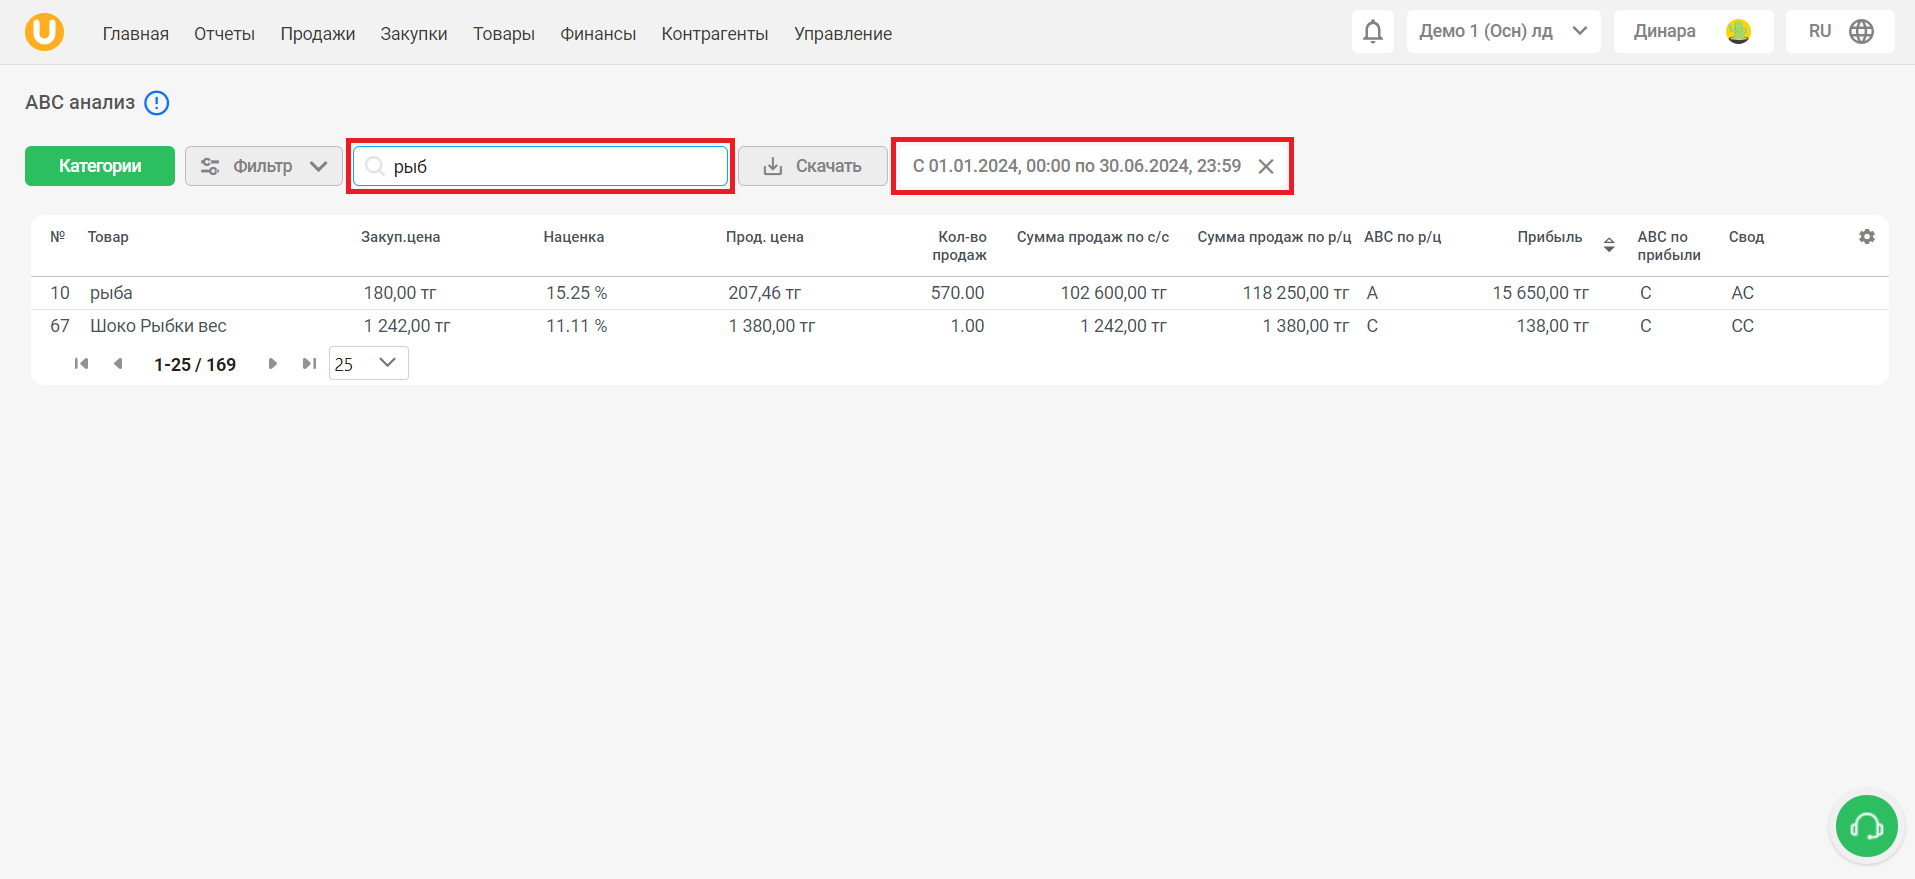 Главная Отчеты Продажи Закупки Товары Финансы Контрагенты Управление Демо 1 (Осн) лд Динара RU
ABC анализ
Категории Фильтр рыб Скачать С 01.01.2024, 00:00 по 30.06.2024, 23:59
№ Товар Закуп.цена Наценка Прод. цена Кол-во продаж Сумма продаж по с/с Сумма продаж по р/ц ABC по р/ц Прибыль ABC по прибыли Свод
10 рыба 180,00 тг 15.25 % 207,46 тг 570.00 102 600,00 тг 118 250,00 тг A 15 650,00 тг C AC
67 Шоко Рыбки вес 1 242,00 тг 11.11 % 1 380,00 тг 1.00 1 242,00 тг 1 380,00 тг C 138,00 тг C CC
1-25 / 169 25